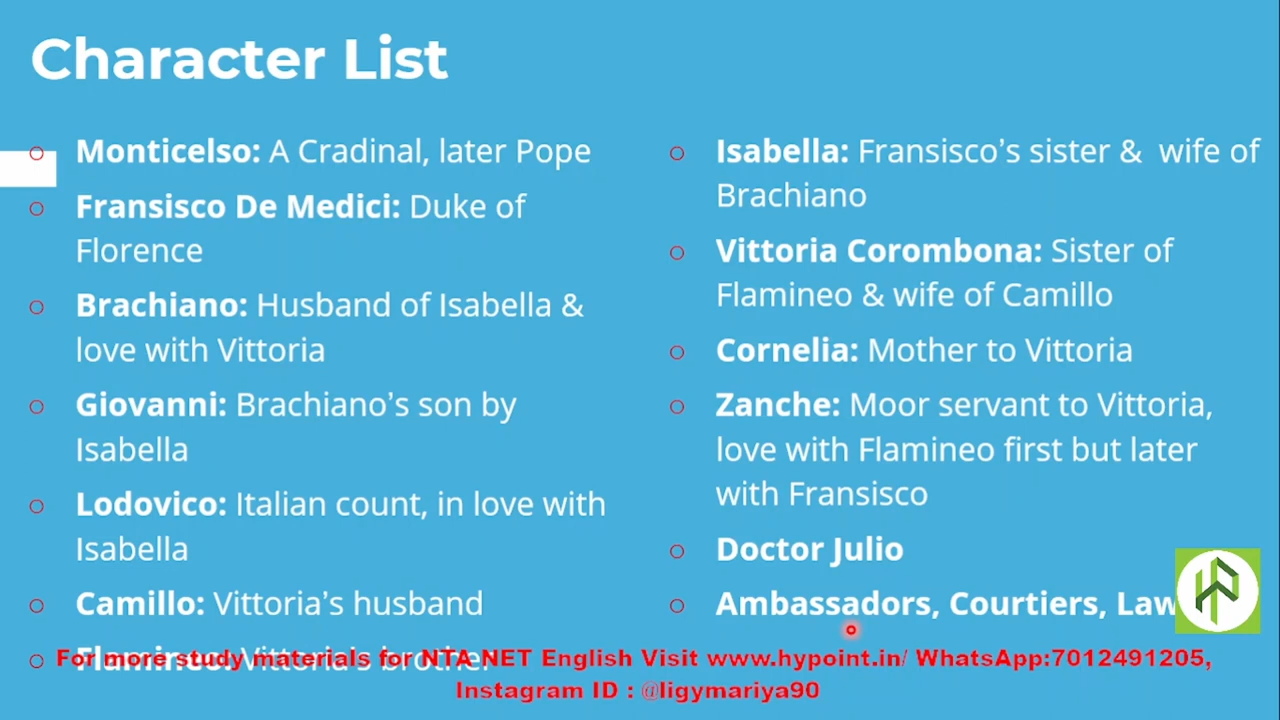 Character List
Monticelso: A Cradinal, later Pope
Fransisco De Medici: Duke of
Florence
Brachiano: Husband of Isabella &
love with Vittoria
Giovanni: Brachiano's son by
Isabella
Lodovico: Italian count, in love with
Isabella
Camillo: Vittoria's husband
Flamineo: Vittoria's brother
Isabella: Fransisco's sister & wife of
Brachiano
Vittoria Corombona: Sister of
Flamineo & wife of Camillo
Cornelia: Mother to Vittoria
Zanche: Moor servant to Vittoria,
love with Flamineo first but later
with Fransisco
Doctor Julio
Ambassadors, Courtiers, Law
For more study materials for NTA NET English Visit www.hypoint.in/ WhatsApp:7012491205,
Instagram ID : @ligymariya90